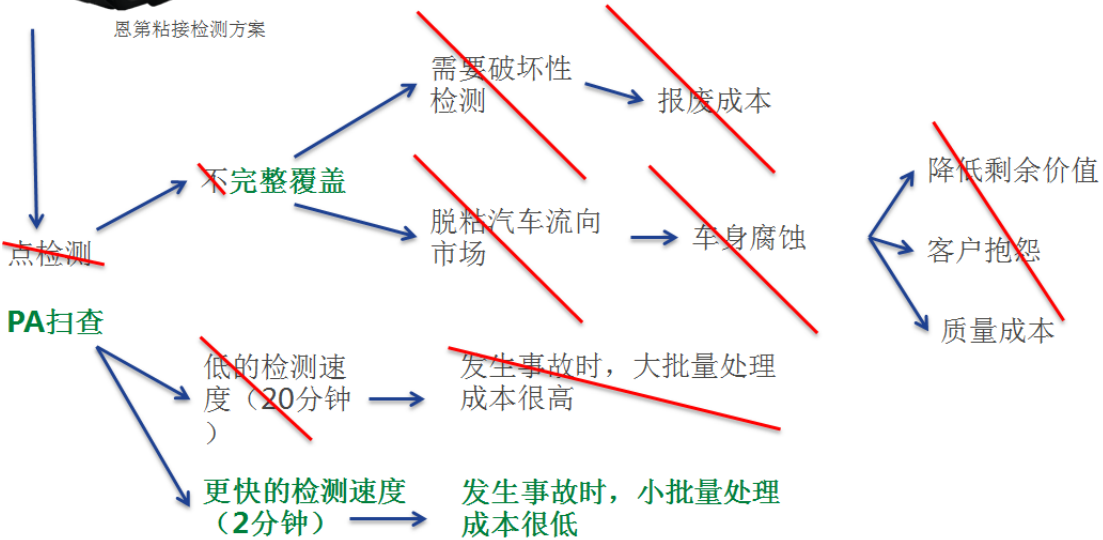 恩第粘接检测方案
需要破坏性
检测
报废成本
不完整覆盖
降低剩余价值
脱粘汽车流向
市场
车身腐蚀
客户抱怨
点检测
质量成本
PA扫查
低的检测速
度（20分钟
）
发生事故时，大批量处理
成本很高
更快的检测速度
（2分钟）
发生事故时，小批量处理
成本很低